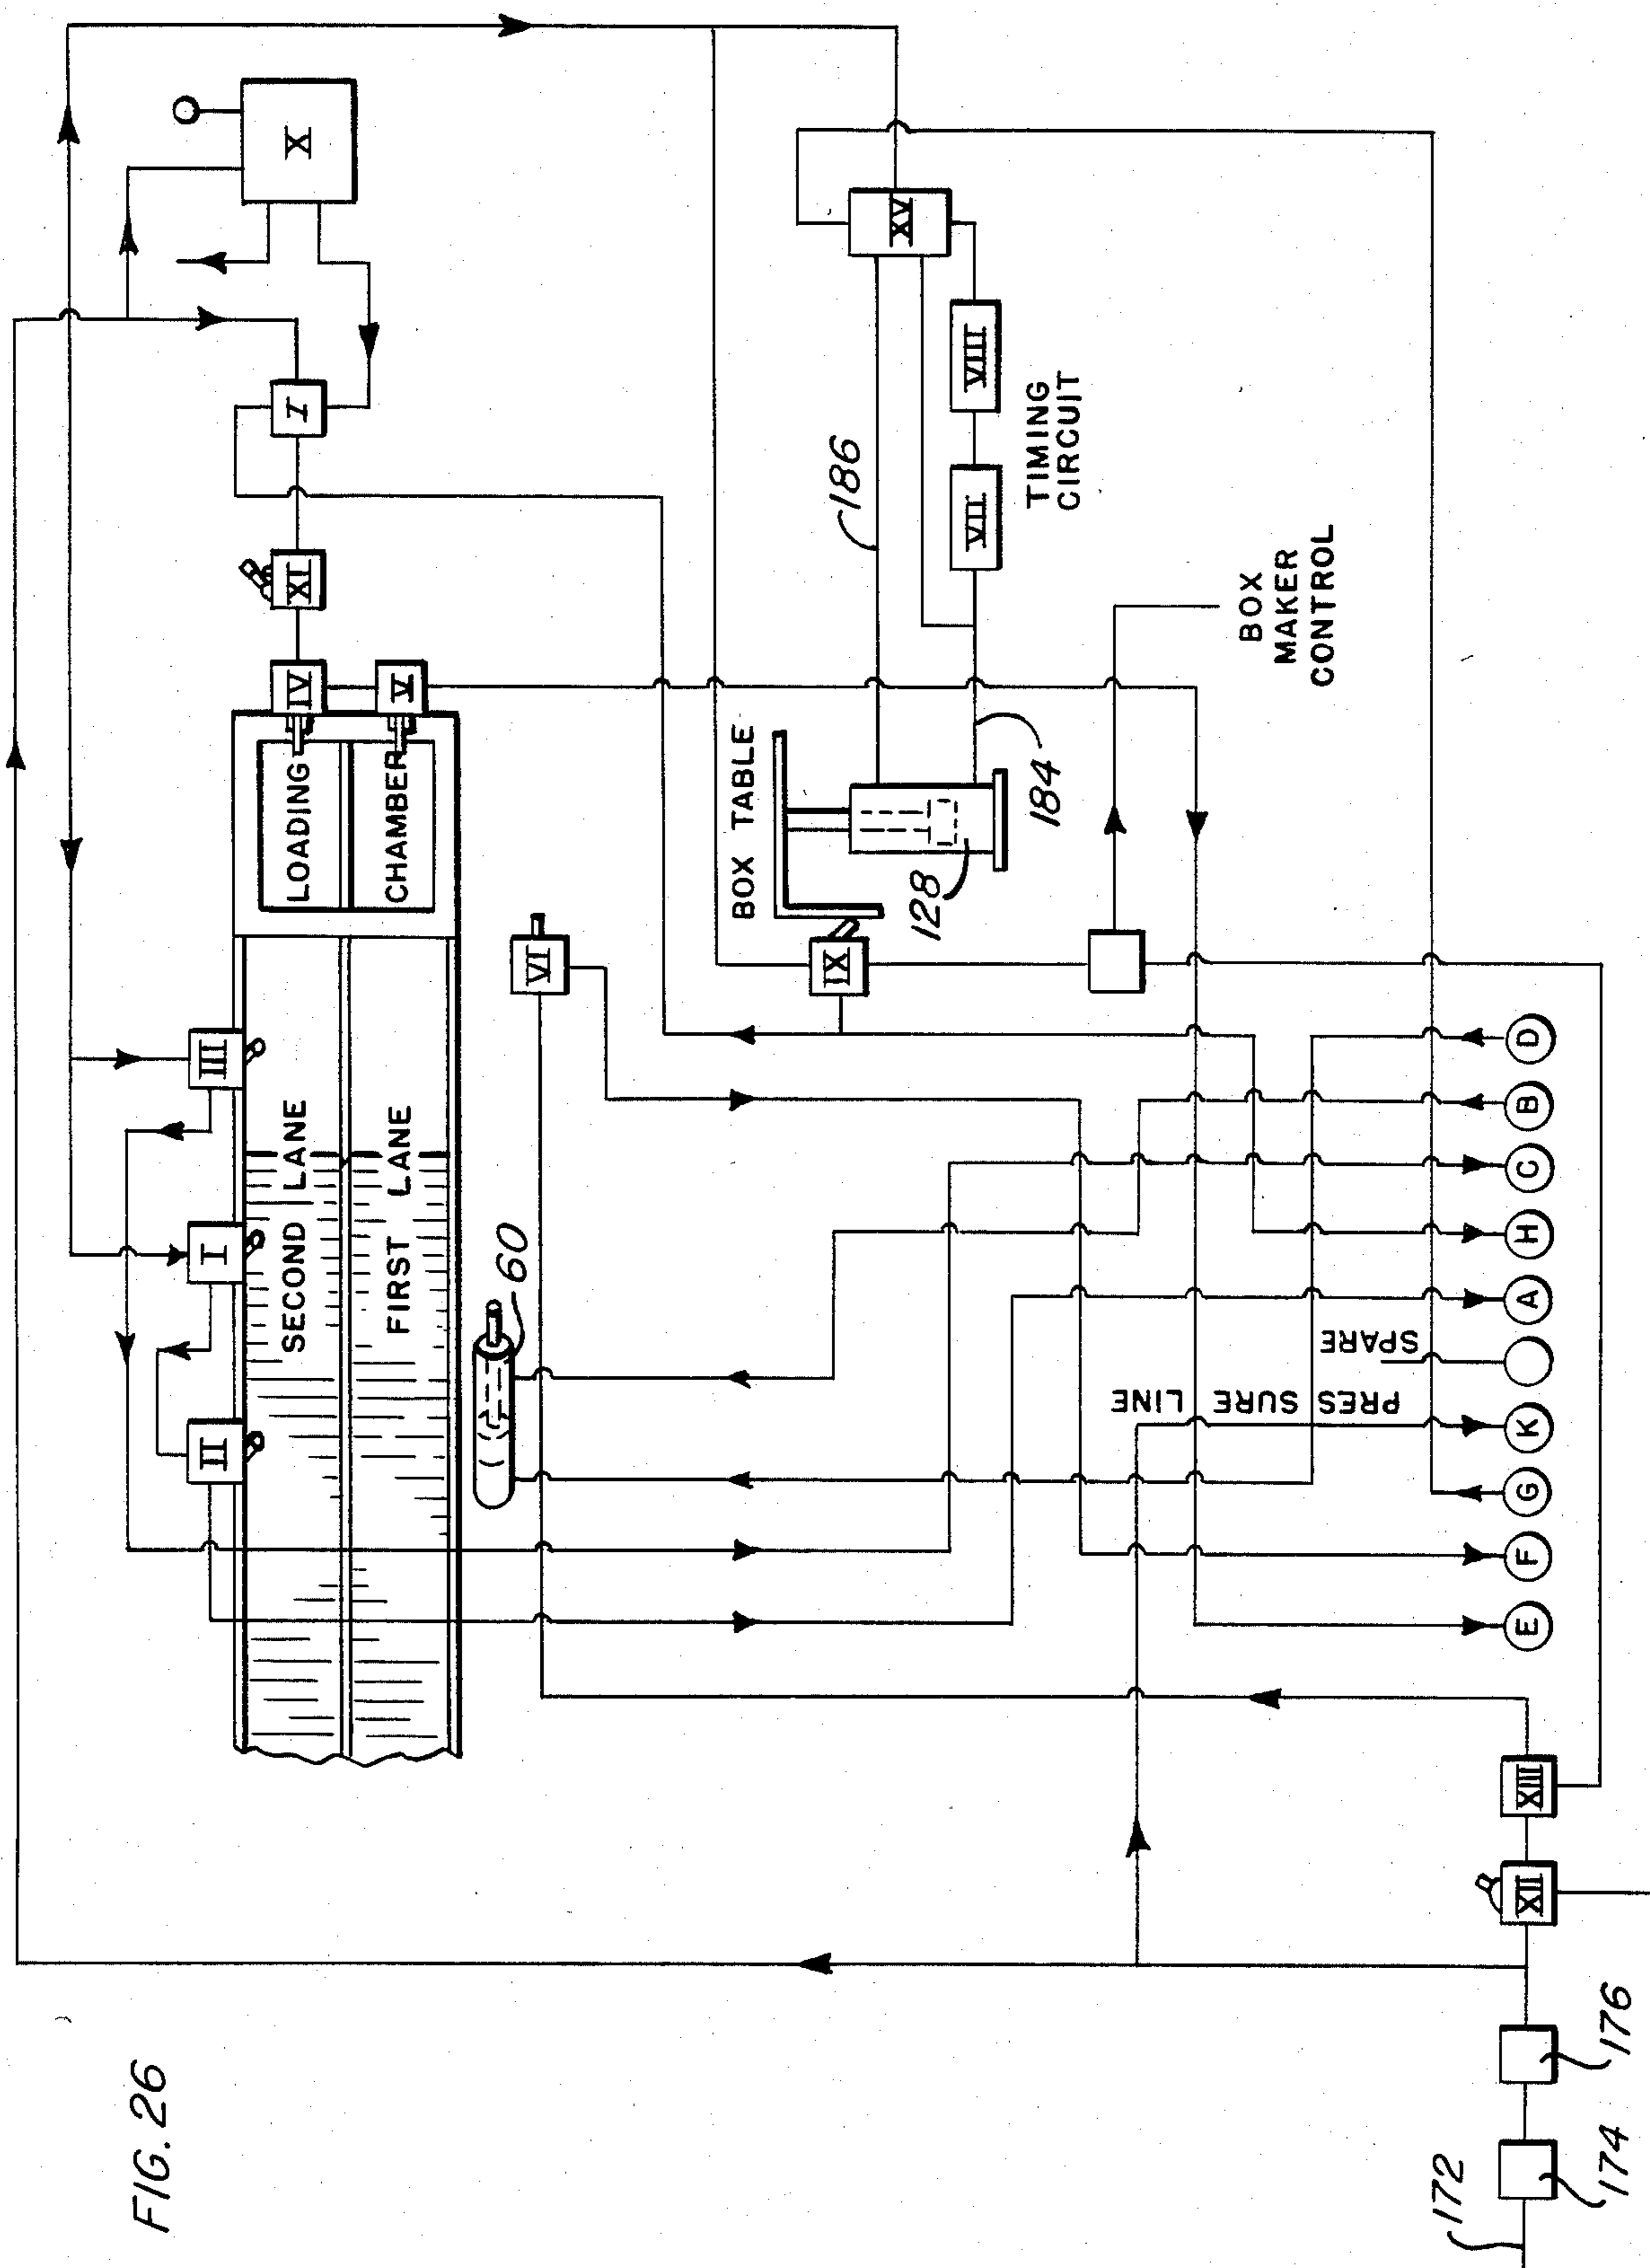 FIG. 26
X
XI
IV
V
LOADING
CHAMBER
III
I
II
SECOND LANE
FIRST LANE
60
VI
XV
VIII
VII
TIMING
CIRCUIT
186
184
128
BOX TABLE
IX
BOX
MAKER
CONTROL
D
B
C
H
A
SPARE
PRES SURE LINE
K
G
F
E
XIII
XII
176
174
172